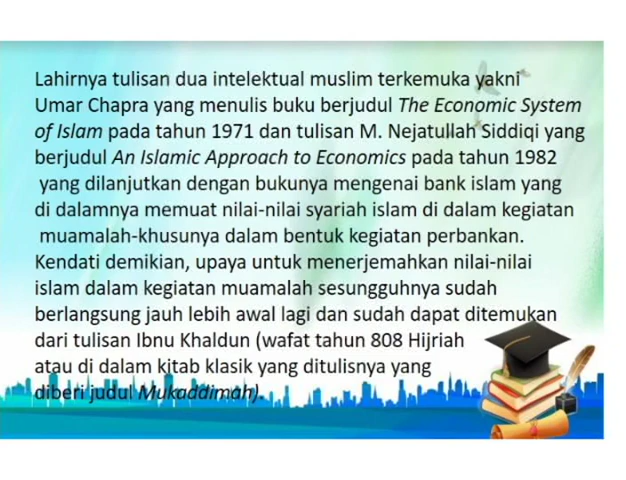 Lahirnya tulisan dua intelektual muslim terkemuka yakni
Umar Chapra yang menulis buku berjudul The Economic System
of Islam pada tahun 1971 dan tulisan M. Nejatullah Siddiqi yang
berjudul An Islamic Approach to Economics pada tahun 1982
yang dilanjutkan dengan bukunya mengenai bank islam yang
di dalamnya memuat nilai-nilai syariah islam di dalam kegiatan
muamalah-khusunya dalam bentuk kegiatan perbankan.
Kendati demikian, upaya untuk menerjemahkan nilai-nilai
islam dalam kegiatan muamalah sesungguhnya sudah
berlangsung jauh lebih awal lagi dan sudah dapat ditemukan
dari tulisan Ibnu Khaldun (wafat tahun 808 Hijriah
atau di dalam kitab klasik yang ditulisnya yang
diberi judul Mukaddimah).